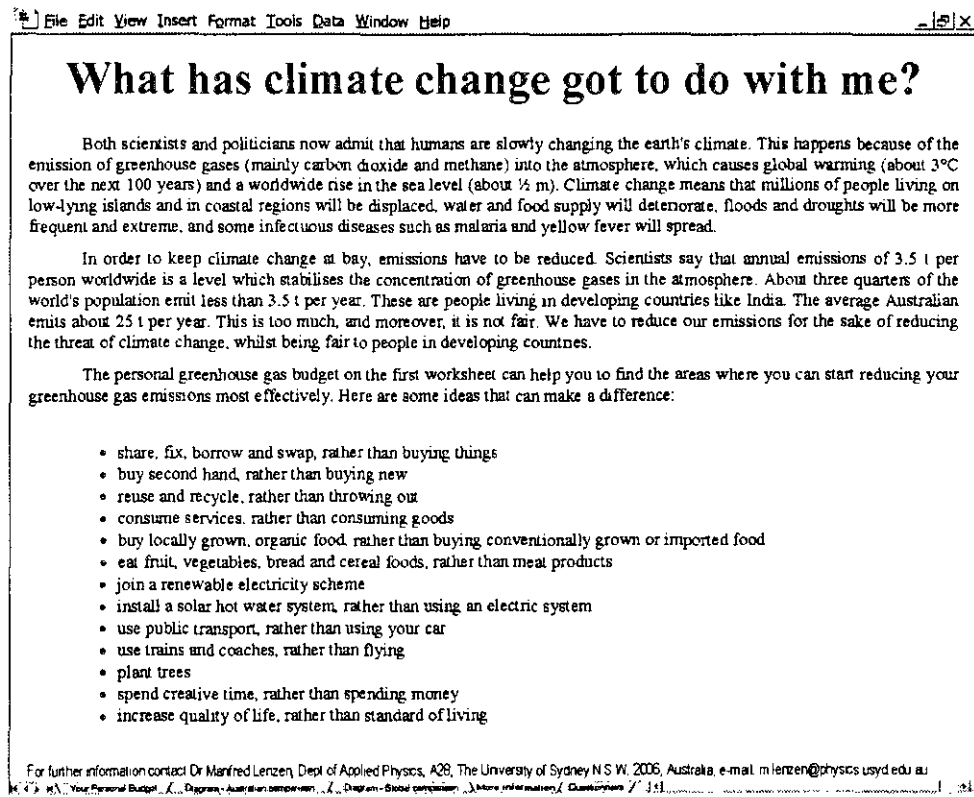 File Edit View Insert Format Tools Data Window Help
What has climate change got to do with me?
Both scientists and politicians now admit that humans are slowly changing the earth's climate. This happens because of the
emission of greenhouse gases (mainly carbon dioxide and methane) into the atmosphere, which causes global warming (about 3°C
over the next 100 years) and a worldwide rise in the sea level (about ½ m). Climate change means that millions of people living on
low-lying islands and in coastal regions will be displaced, water and food supply will deteriorate, floods and droughts will be more
frequent and extreme, and some infectuous diseases such as malaria and yellow fever will spread.
In order to keep climate change at bay, emissions have to be reduced. Scientists say that annual emissions of 3.5 t per
person worldwide is a level which stabilises the concentration of greenhouse gases in the atmosphere. About three quarters of the
world's population emit less than 3.5 t per year. These are people living in developing countries like India. The average Australian
emits about 25 t per year. This is too much, and moreover, it is not fair. We have to reduce our emissions for the sake of reducing
the threat of climate change, whilst being fair to people in developing countries.
The personal greenhouse gas budget on the first worksheet can help you to find the areas where you can start reducing your
greenhouse gas emissions most effectively. Here are some ideas that can make a difference:
• share, fix, borrow and swap, rather than buying things
• buy second hand, rather than buying new
• reuse and recycle, rather than throwing out
• consume services, rather than consuming goods
• buy locally grown, organic food, rather than buying conventionally grown or imported food
• eat fruit, vegetables, bread and cereal foods, rather than meat products
• join a renewable electricity scheme
• install a solar hot water system, rather than using an electric system
• use public transport, rather than using your car
• use trains and coaches, rather than flying
• plant trees
• spend creative time, rather than spending money
• increase quality of life, rather than standard of living
For further information contact Dr Manfred Lenzen, Dept of Applied Physics, A28, The University of Sydney N S W, 2006, Australia, e-mail: m lenzen@physics usyd edu au
Your Personal Budget / Diagram - Australian comparison / Diagram - Global comparison / More information / Questionnaire